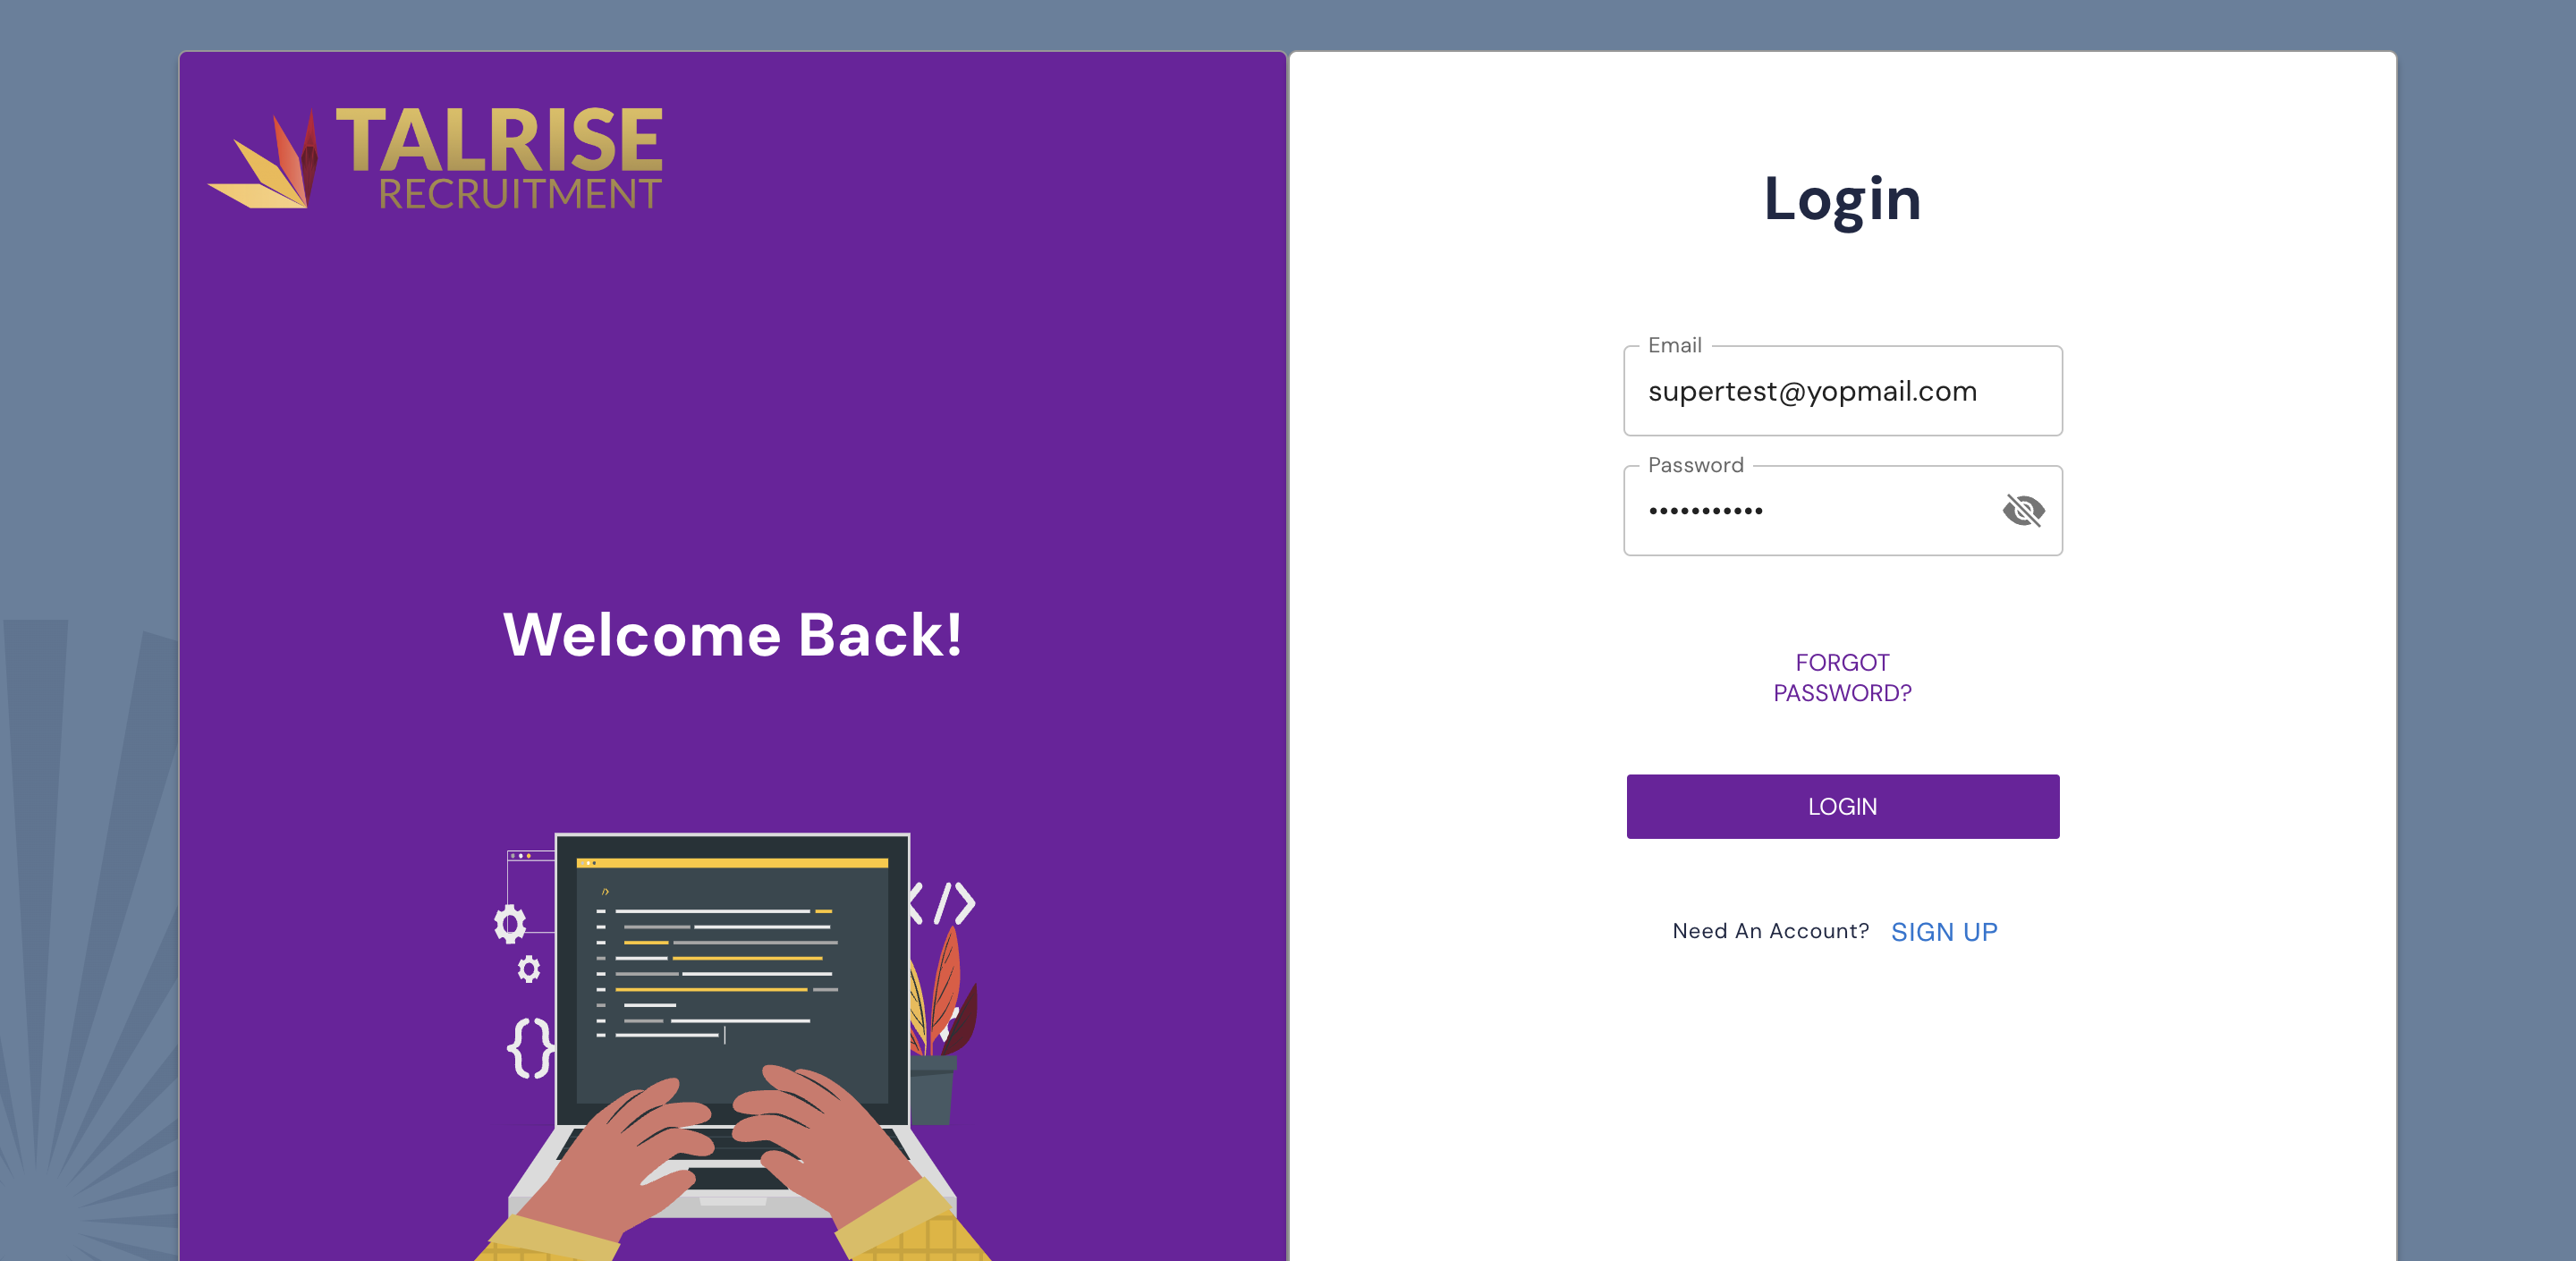 TALRISE
RECRUITMENT
Welcome Back!
Login
Email
supertest@yopmail.com
Password
•••••••••••
FORGOT
PASSWORD?
LOGIN
Need An Account? SIGN UP